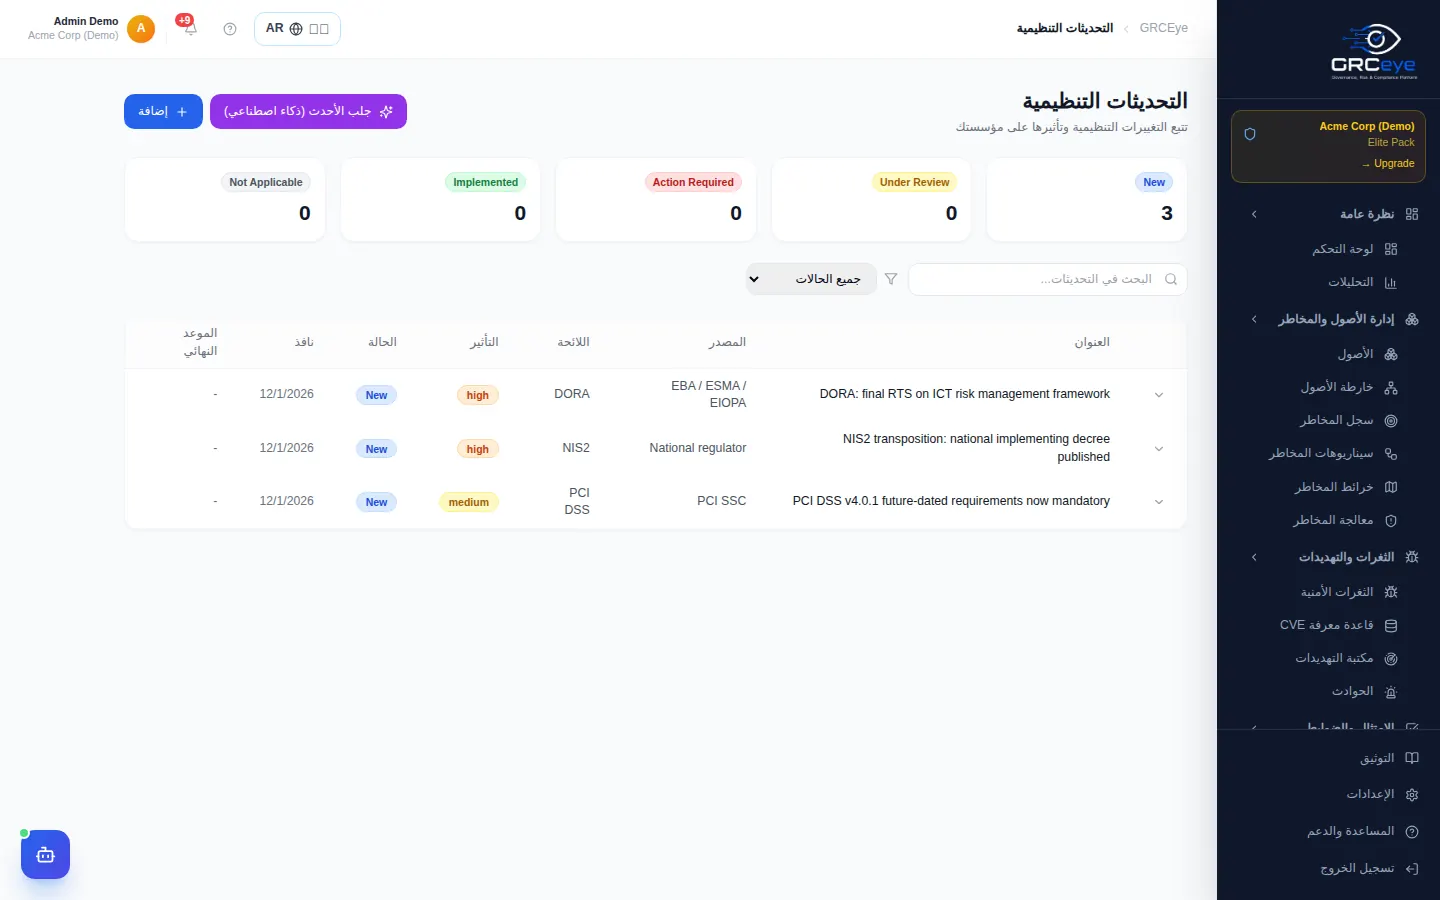 GRCeye
Governance, Risk & Compliance Platform
Acme Corp (Demo)
Elite Pack
→ Upgrade
نظرة عامة
لوحة التحكم
التحليلات
إدارة الأصول والمخاطر
الأصول
خارطة الأصول
سجل المخاطر
سيناريوهات المخاطر
خرائط المخاطر
معالجة المخاطر
الثغرات والتهديدات
الثغرات الأمنية
قاعدة معرفة CVE
مكتبة التهديدات
الحوادث
الامتثال والضوابط
التوثيق
الإعدادات
المساعدة والدعم
تسجيل الخروج
GRCEye
التحديثات التنظيمية
AR
+9
A
Admin Demo
Acme Corp (Demo)
التحديثات التنظيمية
تتبع التغييرات التنظيمية وتأثيرها على مؤسستك
جلب الأحدث (ذكاء اصطناعي)
إضافة
New
3
Under Review
0
Action Required
0
Implemented
0
Not Applicable
0
البحث في التحديثات...
جميع الحالات
العنوان
المصدر
اللائحة
التأثير
الحالة
نافذ
الموعد
النهائي
DORA: final RTS on ICT risk management framework
EBA / ESMA /
EIOPA
DORA
high
New
12/1/2026
-
NIS2 transposition: national implementing decree
published
National regulator
NIS2
high
New
12/1/2026
-
PCI DSS v4.0.1 future-dated requirements now mandatory
PCI SSC
PCI
DSS
medium
New
12/1/2026
-